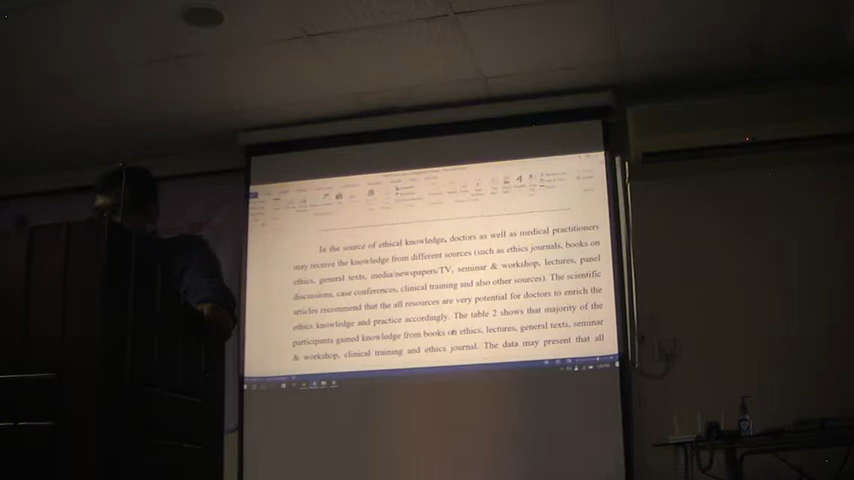 In the source of ethical knowledge, doctors as well as medical practitioners
may receive the knowledge from different sources (such as ethics journals, books on
ethics, general texts, media/newspapers/TV, seminar & workshop, lectures, panel
discussions, case conferences, clinical training and also other sources). The scientific
articles recommend that the all resources are very potential for doctors to enrich the
ethics knowledge and practice accordingly. The table 2 shows that majority of the
participants gained knowledge from books on ethics, lectures, general texts, seminar
& workshop, clinical training and ethics journal. The data may present that all